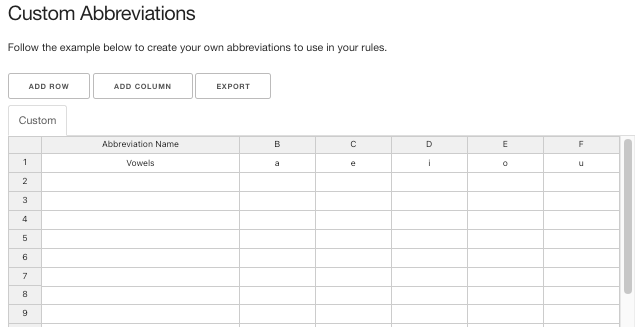 Custom Abbreviations
Follow the example below to create your own abbreviations to use in your rules.
ADD ROW ADD COLUMN EXPORT
Custom
Abbreviation Name B C D E F
1 Vowels a e i o u
2
3
4
5
6
7
8
9